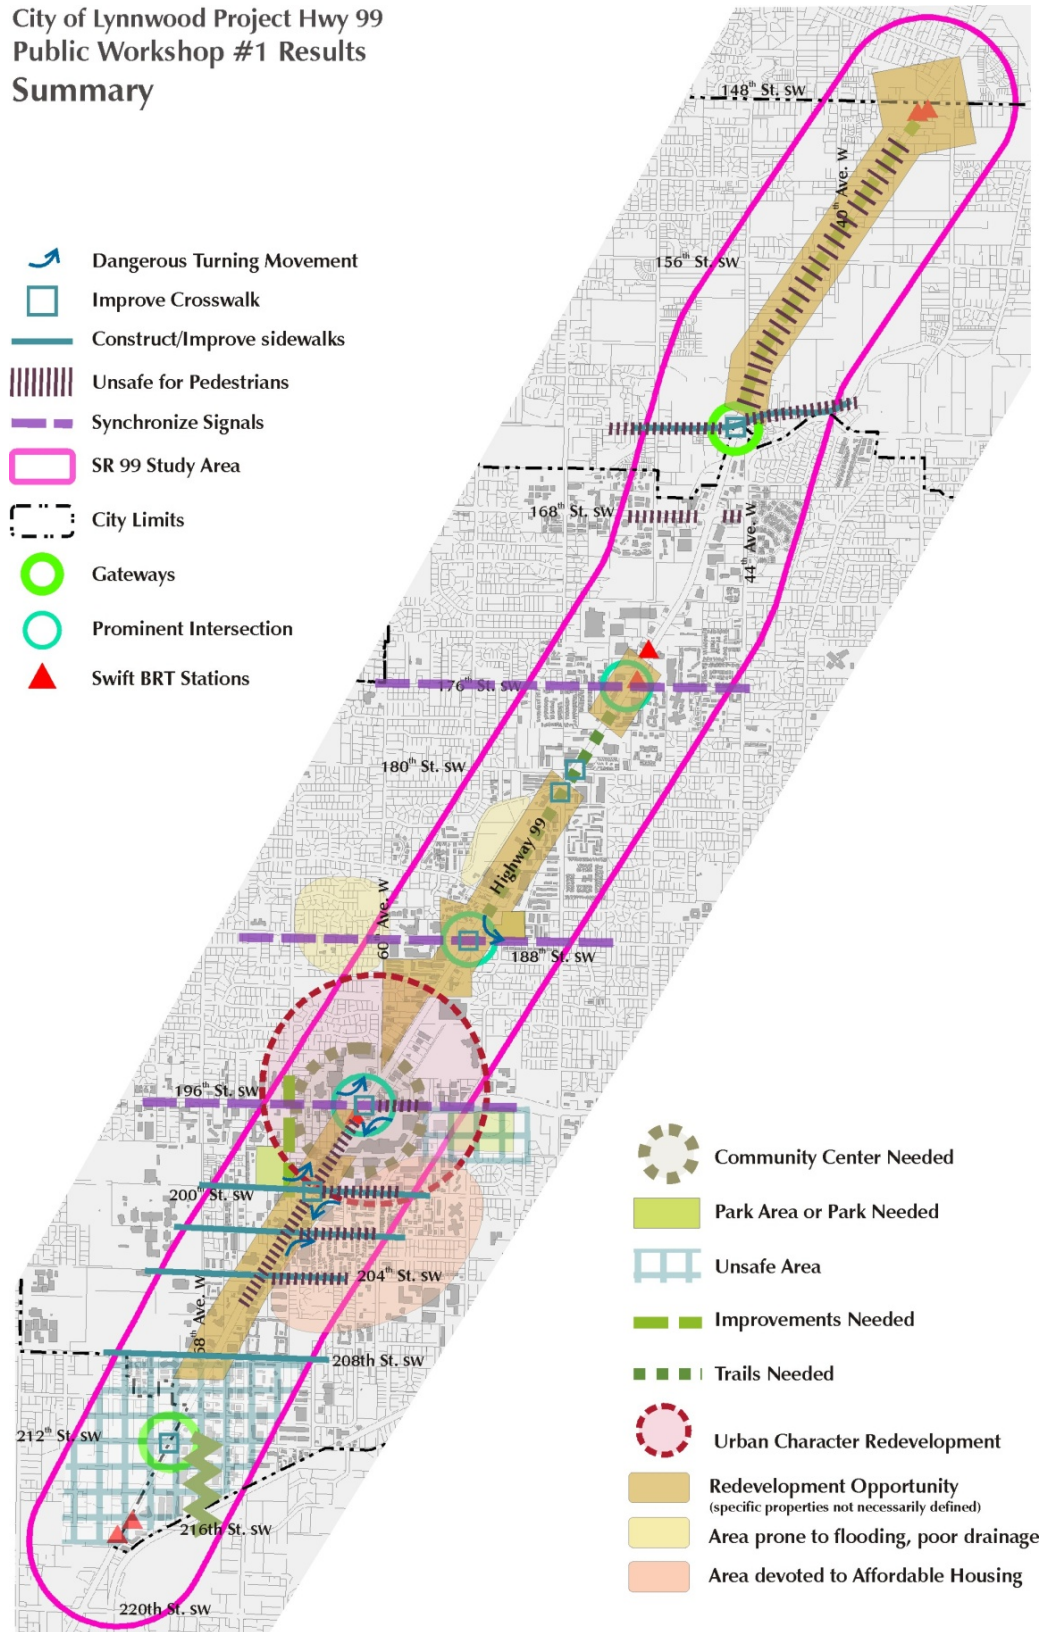 City of Lynnwood Project Hwy 99
Public Workshop #1 Results
Summary
Dangerous Turning Movement
Improve Crosswalk
Construct/Improve sidewalks
Unsafe for Pedestrians
Synchronize Signals
SR 99 Study Area
City Limits
Gateways
Prominent Intersection
Swift BRT Stations
148th St. SW
40th Ave. W
156th St. SW
168th St. SW
44th Ave. W
176th St. SW
180th St. SW
Highway 99
60th Ave. W
188th St. SW
196th St. SW
200th St. SW
204th St. SW
68th Ave. W
208th St. SW
212th St. SW
216th St. SW
220th St. SW
Community Center Needed
Park Area or Park Needed
Unsafe Area
Improvements Needed
Trails Needed
Urban Character Redevelopment
Redevelopment Opportunity
(specific properties not necessarily defined)
Area prone to flooding, poor drainage
Area devoted to Affordable Housing